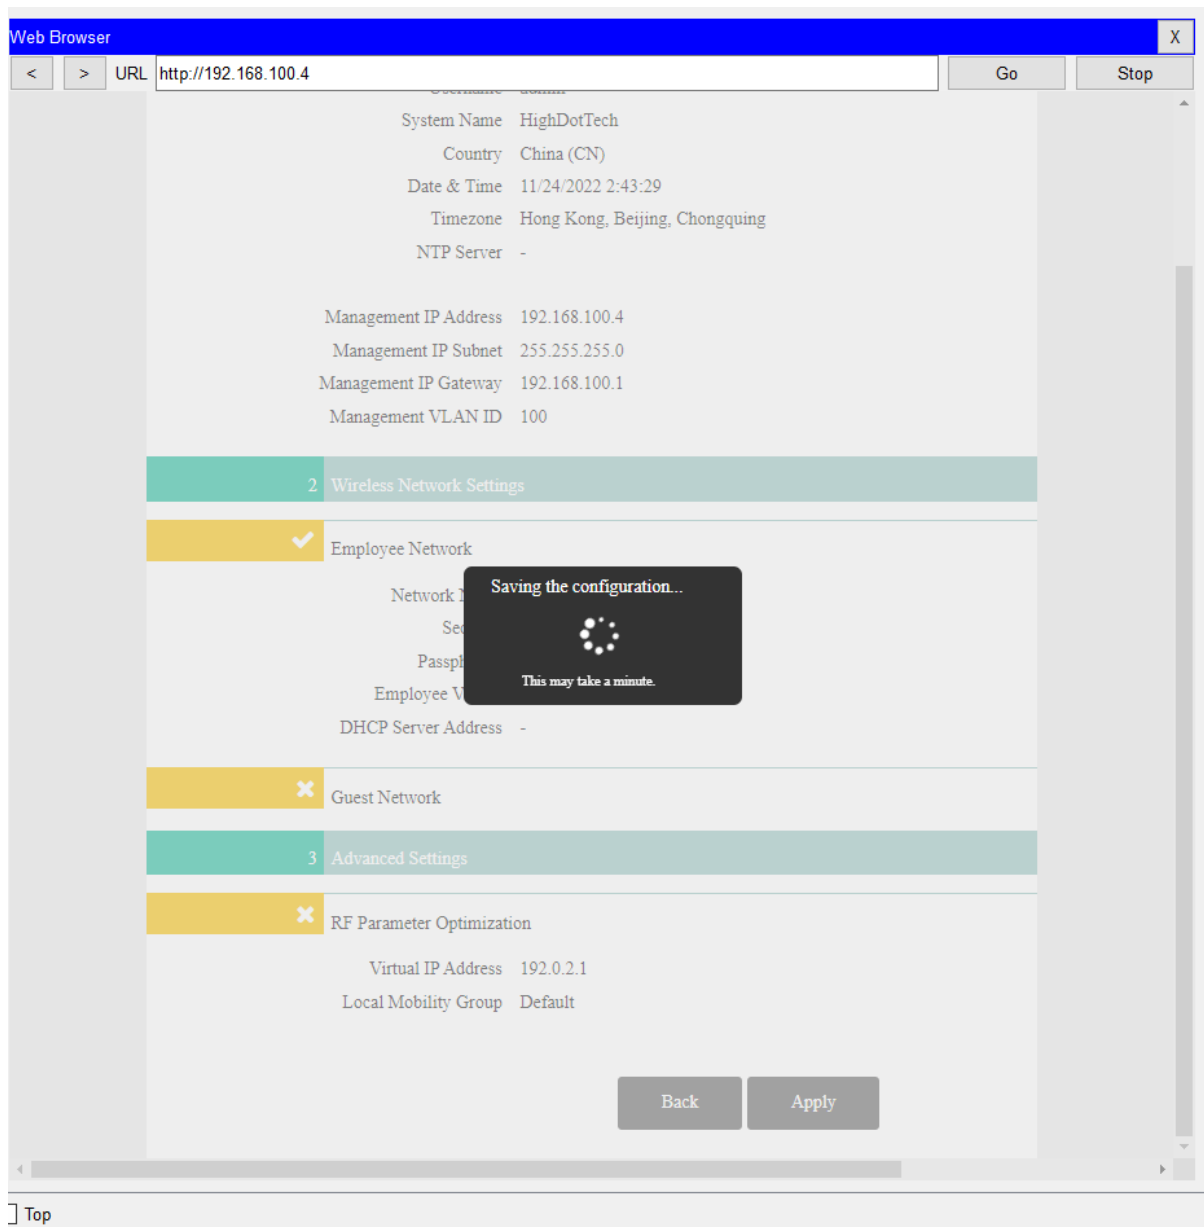 Web Browser X
< > URL http://192.168.100.4 Go Stop
Username admin
System Name HighDotTech
Country China (CN)
Date & Time 11/24/2022 2:43:29
Timezone Hong Kong, Beijing, Chongquing
NTP Server -
Management IP Address 192.168.100.4
Management IP Subnet 255.255.255.0
Management IP Gateway 192.168.100.1
Management VLAN ID 100
2 Wireless Network Settings
Employee Network
Network
Saving the configuration...
This may take a minute.
Employee
DHCP Server Address -
Guest Network
3 Advanced Settings
RF Parameter Optimization
Virtual IP Address 192.0.2.1
Local Mobility Group Default
Back Apply
Top